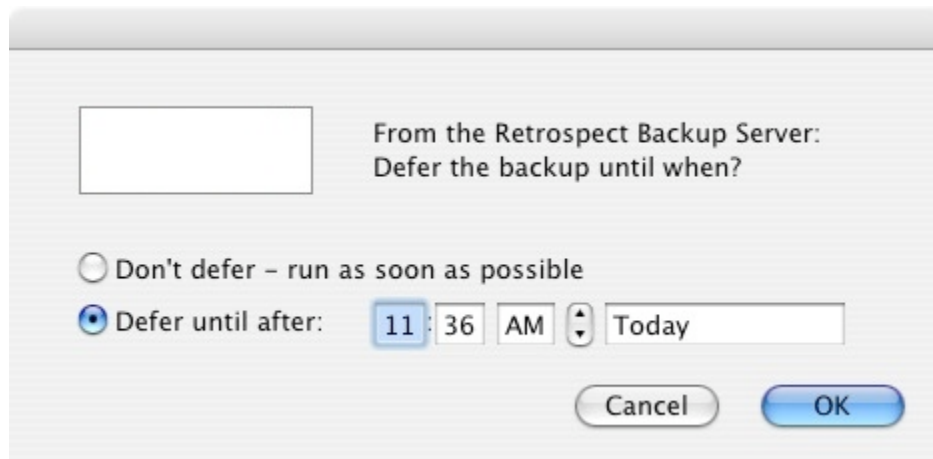 From the Retrospect Backup Server:
Defer the backup until when?
Don't defer – run as soon as possible
Defer until after: 11 : 36 AM Today
Cancel OK